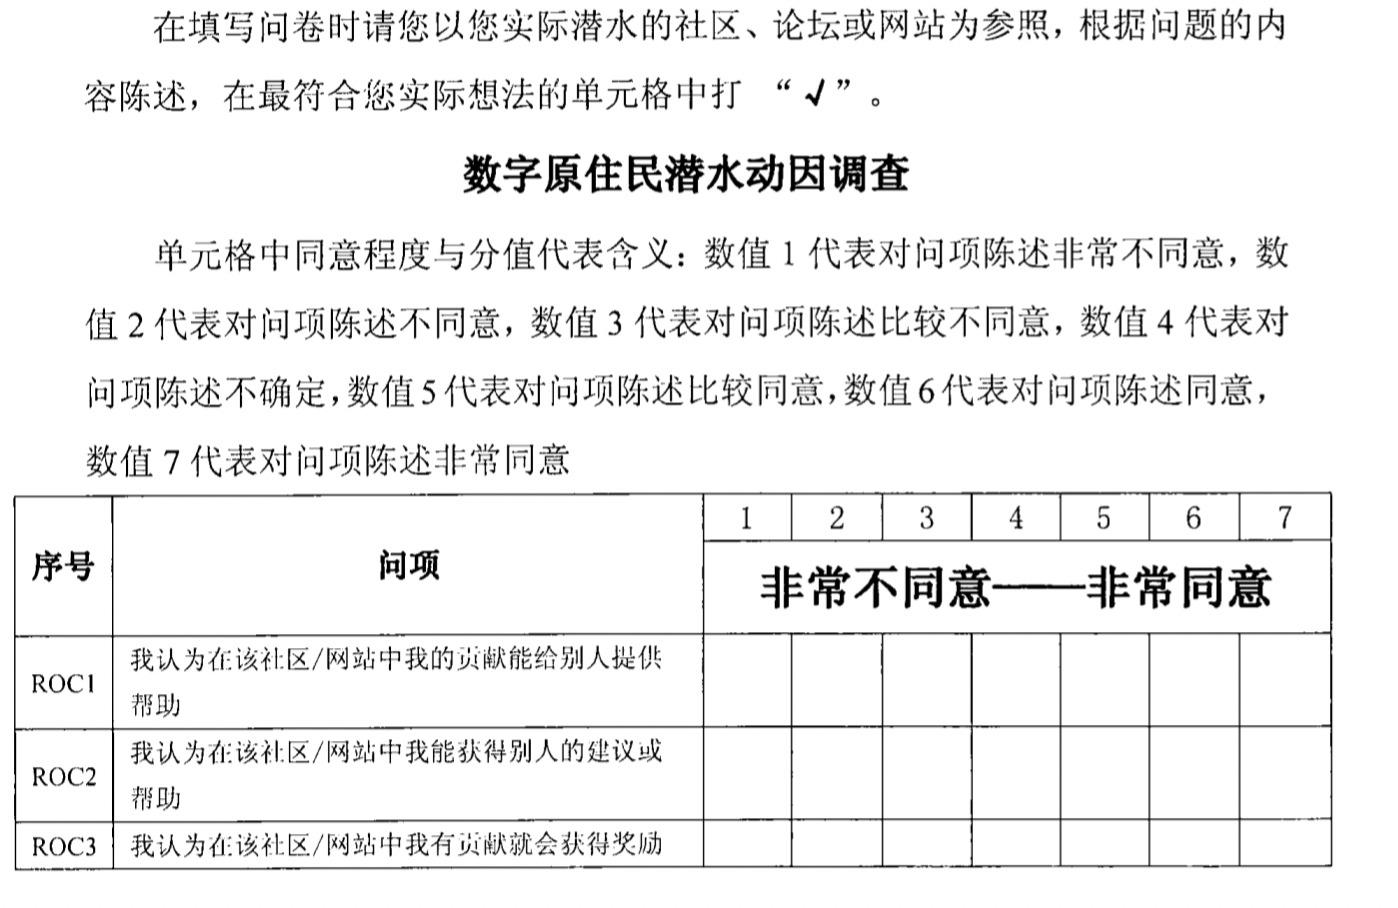 在填写问卷时请您以您实际潜水的社区、论坛或网站为参照，根据问题的内
容陈述，在最符合您实际想法的单元格中打 “√”。
数字原住民潜水动因调查
单元格中同意程度与分值代表含义：数值 1 代表对问项陈述非常不同意，数
值 2 代表对问项陈述不同意，数值 3 代表对问项陈述比较不同意，数值 4 代表对
问项陈述不确定，数值 5 代表对问项陈述比较同意，数值 6 代表对问项陈述同意，
数值 7 代表对问项陈述非常同意
序号 问项 1 2 3 4 5 6 7
非常不同意——非常同意
ROC1 我认为在该社区/网站中我的贡献能给别人提供
帮助
ROC2 我认为在该社区/网站中我能获得别人的建议或
帮助
ROC3 我认为在该社区/网站中我有贡献就会获得奖励